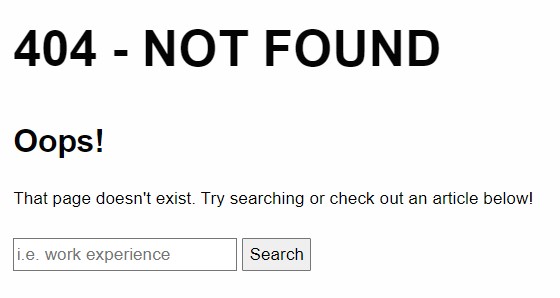 404 - NOT FOUND
Oops!
That page doesn't exist. Try searching or check out an article below!
i.e. work experience Search